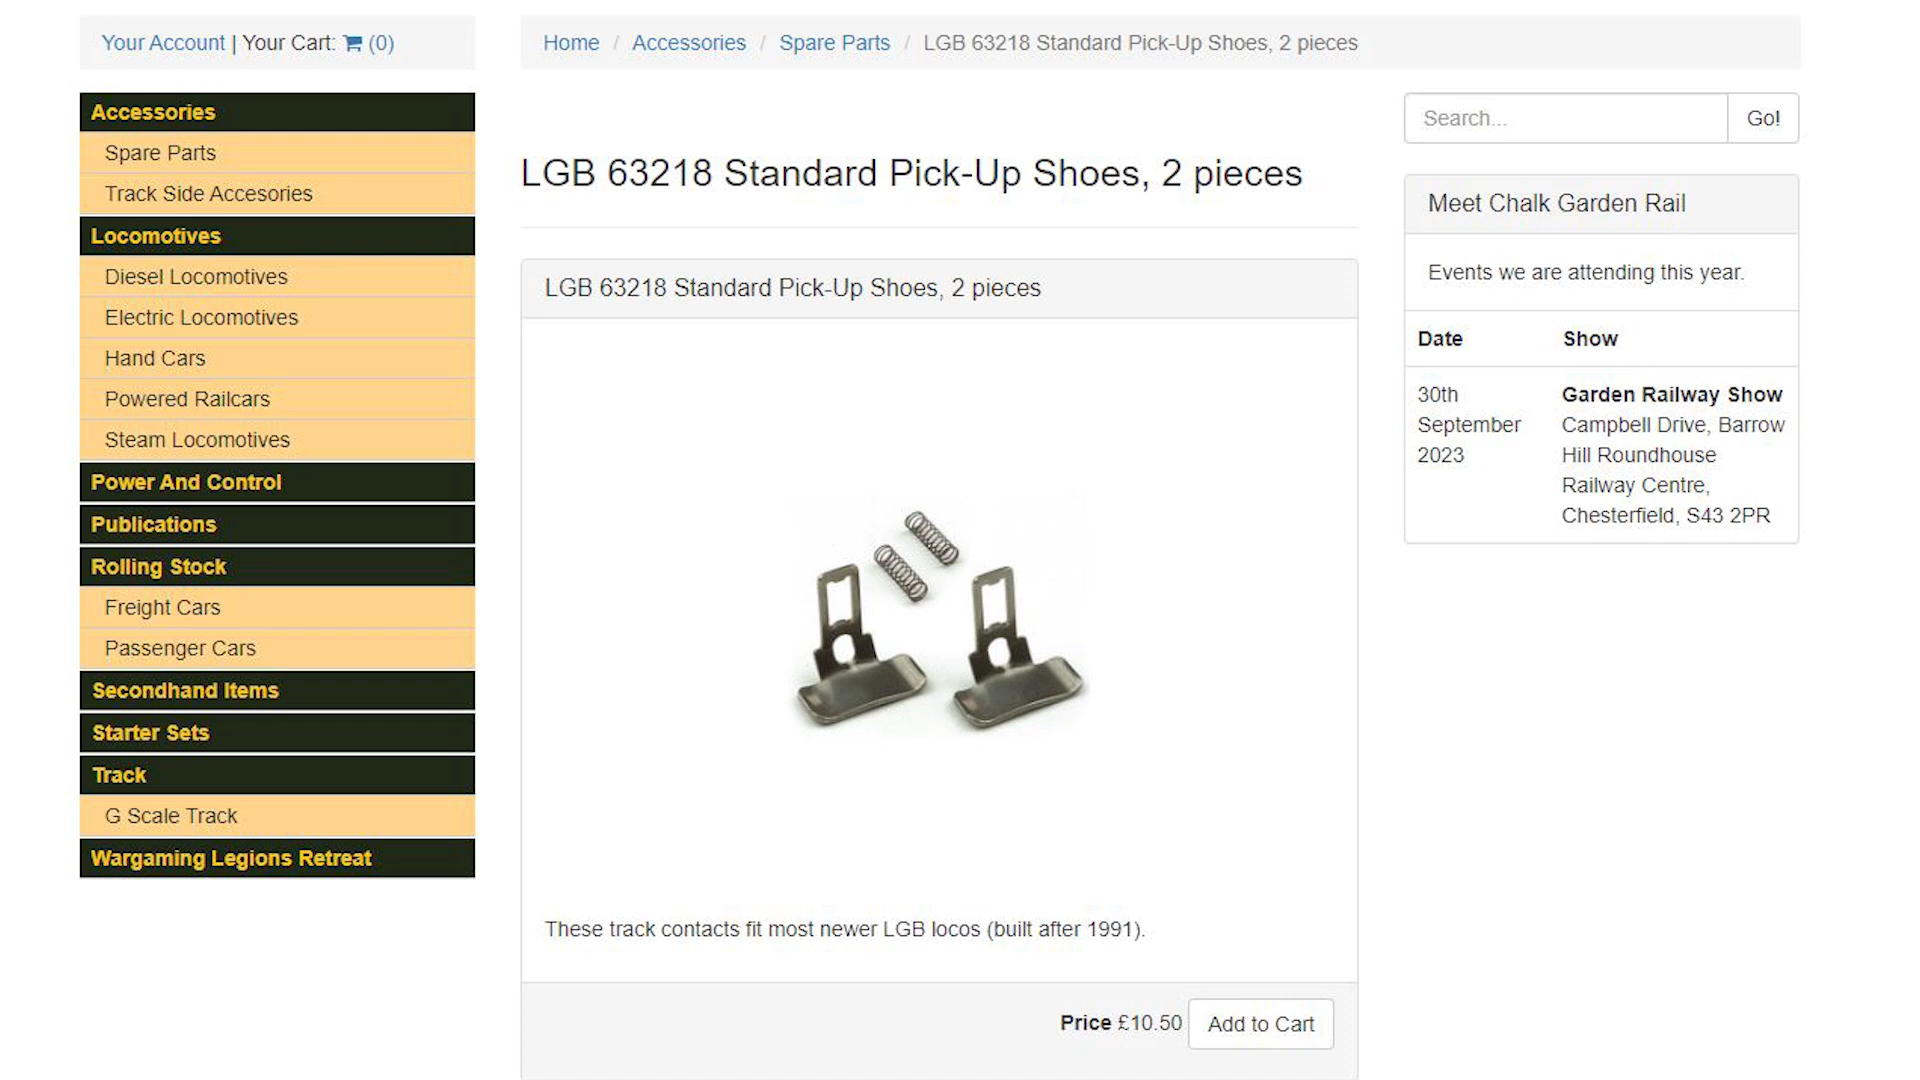 Your Account | Your Cart: (0)
Home / Accessories / Spare Parts / LGB 63218 Standard Pick-Up Shoes, 2 pieces
Accessories
Spare Parts
Track Side Accesories
Locomotives
Diesel Locomotives
Electric Locomotives
Hand Cars
Powered Railcars
Steam Locomotives
Power And Control
Publications
Rolling Stock
Freight Cars
Passenger Cars
Secondhand Items
Starter Sets
Track
G Scale Track
Wargaming Legions Retreat
LGB 63218 Standard Pick-Up Shoes, 2 pieces
LGB 63218 Standard Pick-Up Shoes, 2 pieces
These track contacts fit most newer LGB locos (built after 1991).
Price £10.50 Add to Cart
Search... Go!
Meet Chalk Garden Rail
Events we are attending this year.
Date Show
30th
September
2023
Garden Railway Show
Campbell Drive, Barrow
Hill Roundhouse
Railway Centre,
Chesterfield, S43 2PR